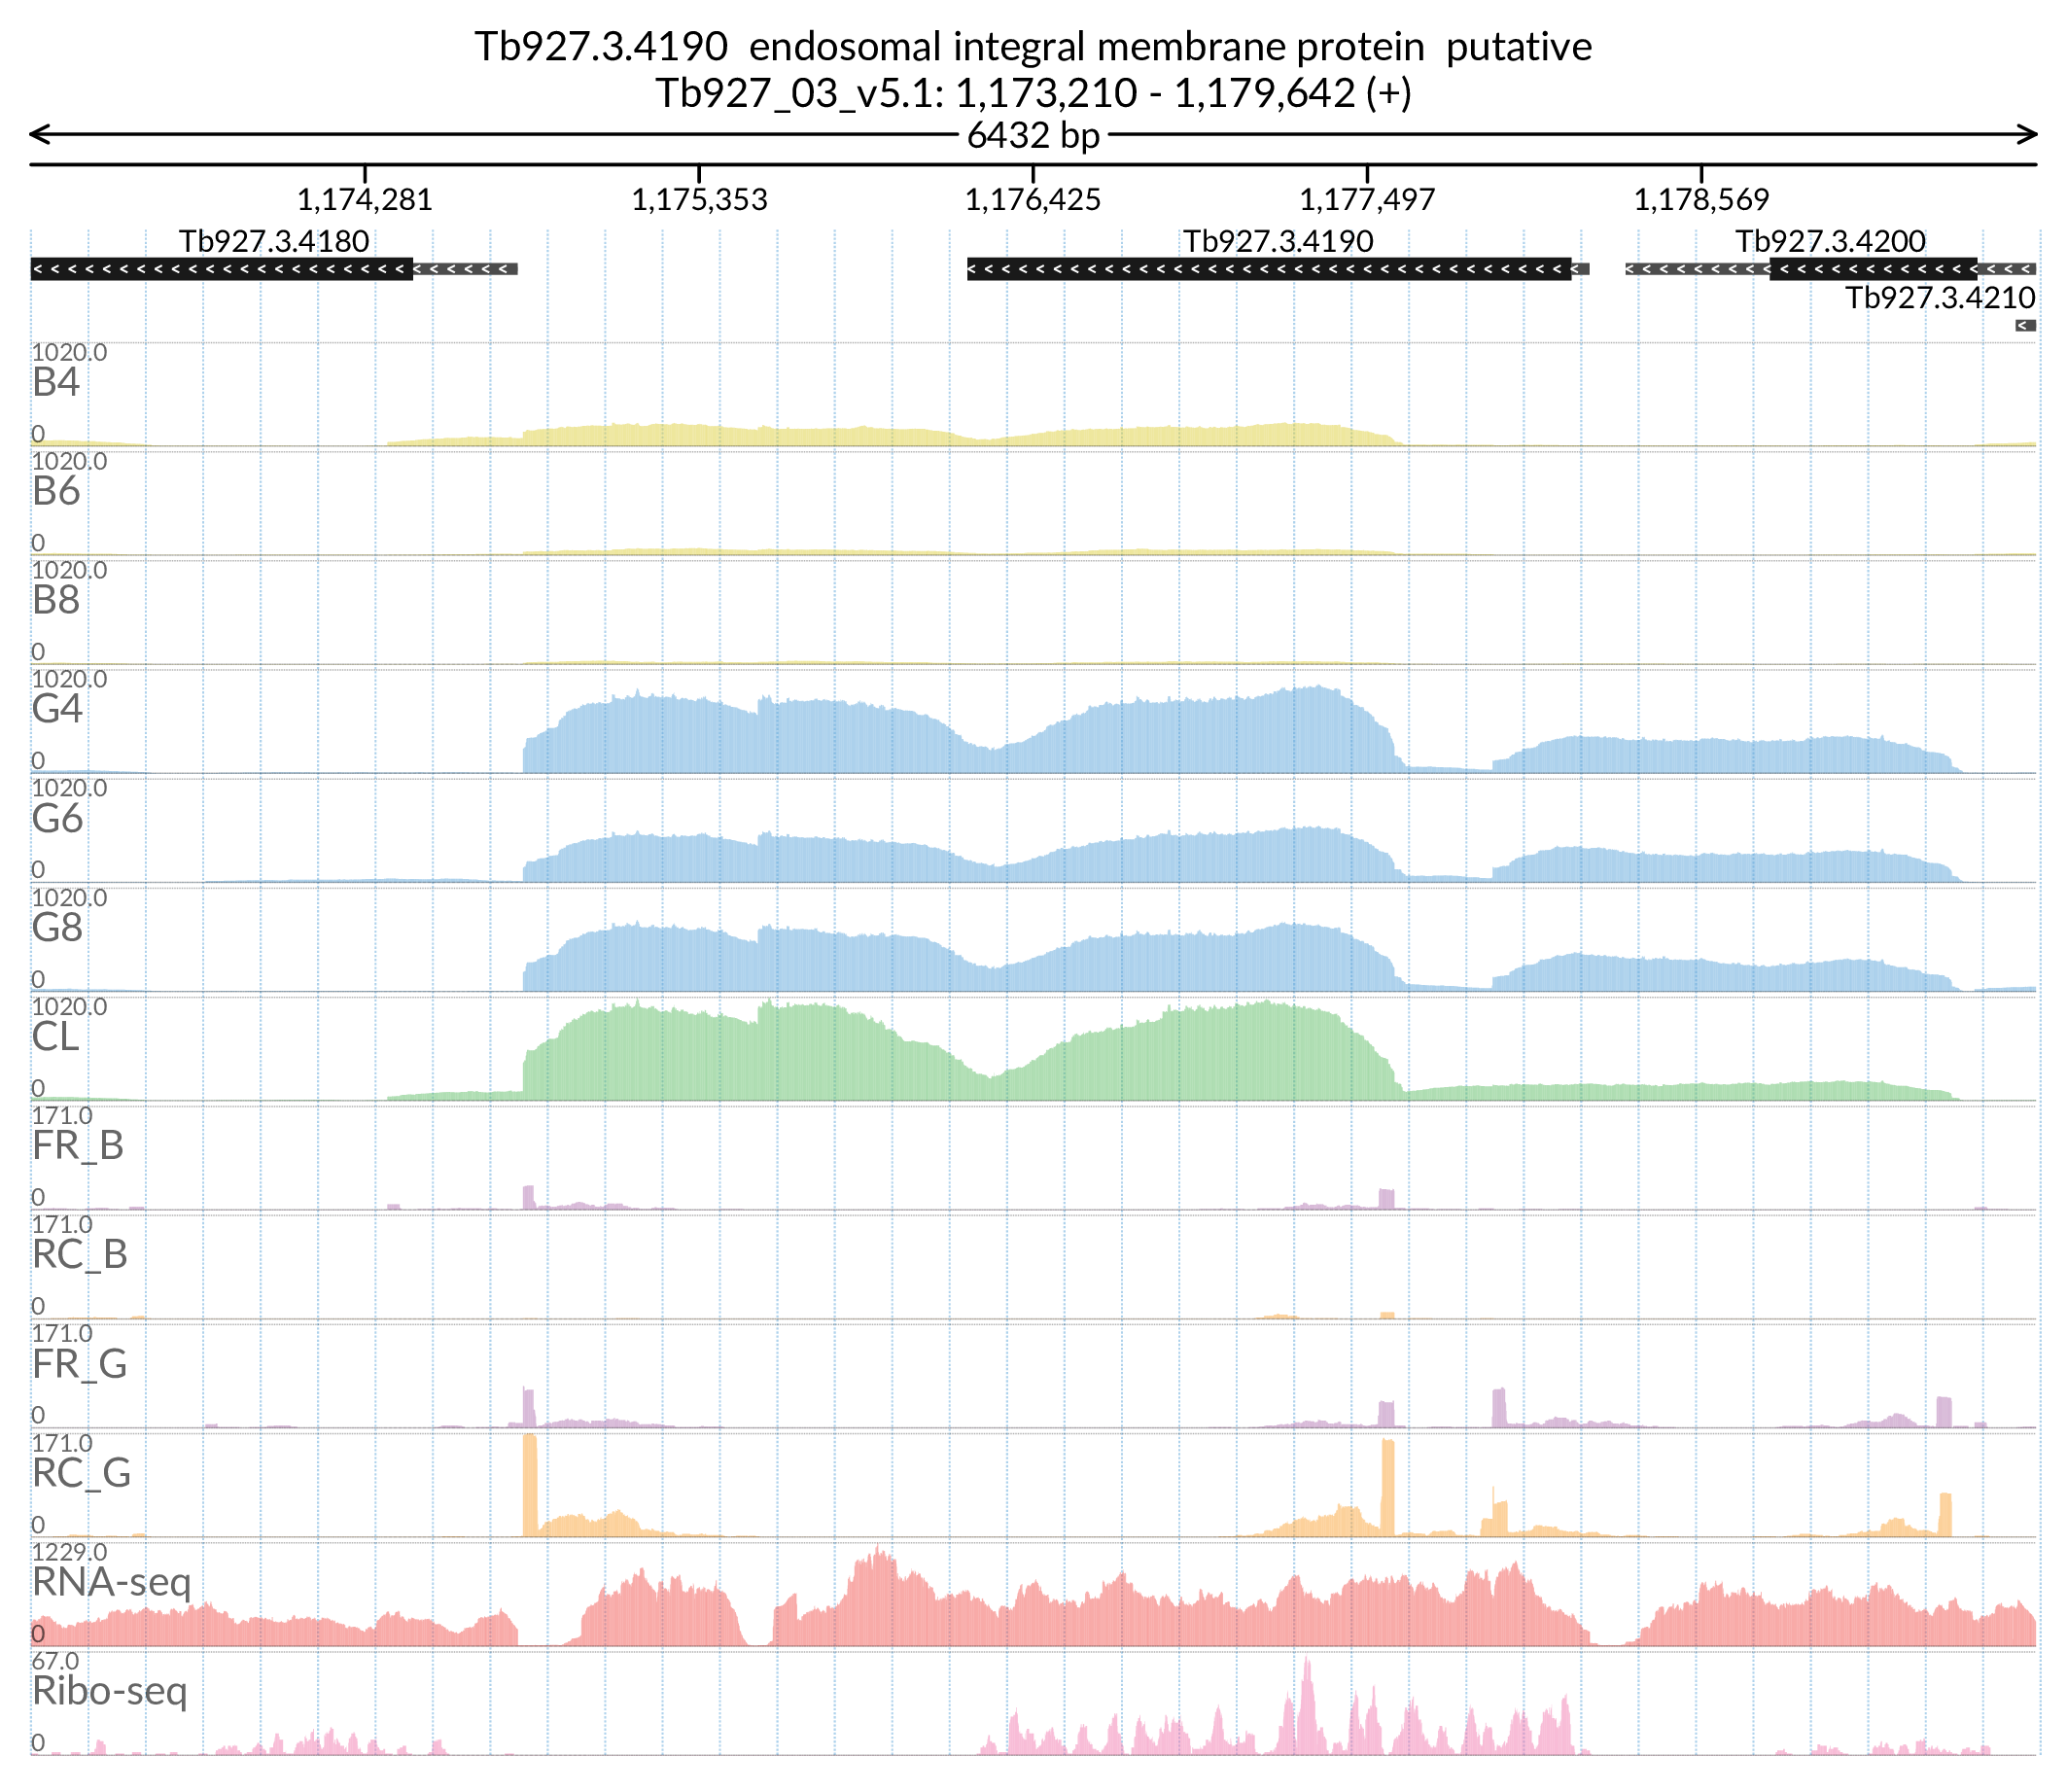 Tb927.3.4190 endosomal integral membrane protein putative
Tb927_03_v5.1: 1,173,210 - 1,179,642 (+)
6432 bp
1,174,281 1,175,353 1,176,425 1,177,497 1,178,569
Tb927.3.4180 Tb927.3.4190 Tb927.3.4200
Tb927.3.4210
1020.0
B4
0
1020.0
B6
0
1020.0
B8
0
1020.0
G4
0
1020.0
G6
0
1020.0
G8
0
1020.0
CL
0
171.0
FR_B
0
171.0
RC_B
0
171.0
FR_G
0
171.0
RC_G
0
1229.0
RNA-seq
0
67.0
Ribo-seq
0